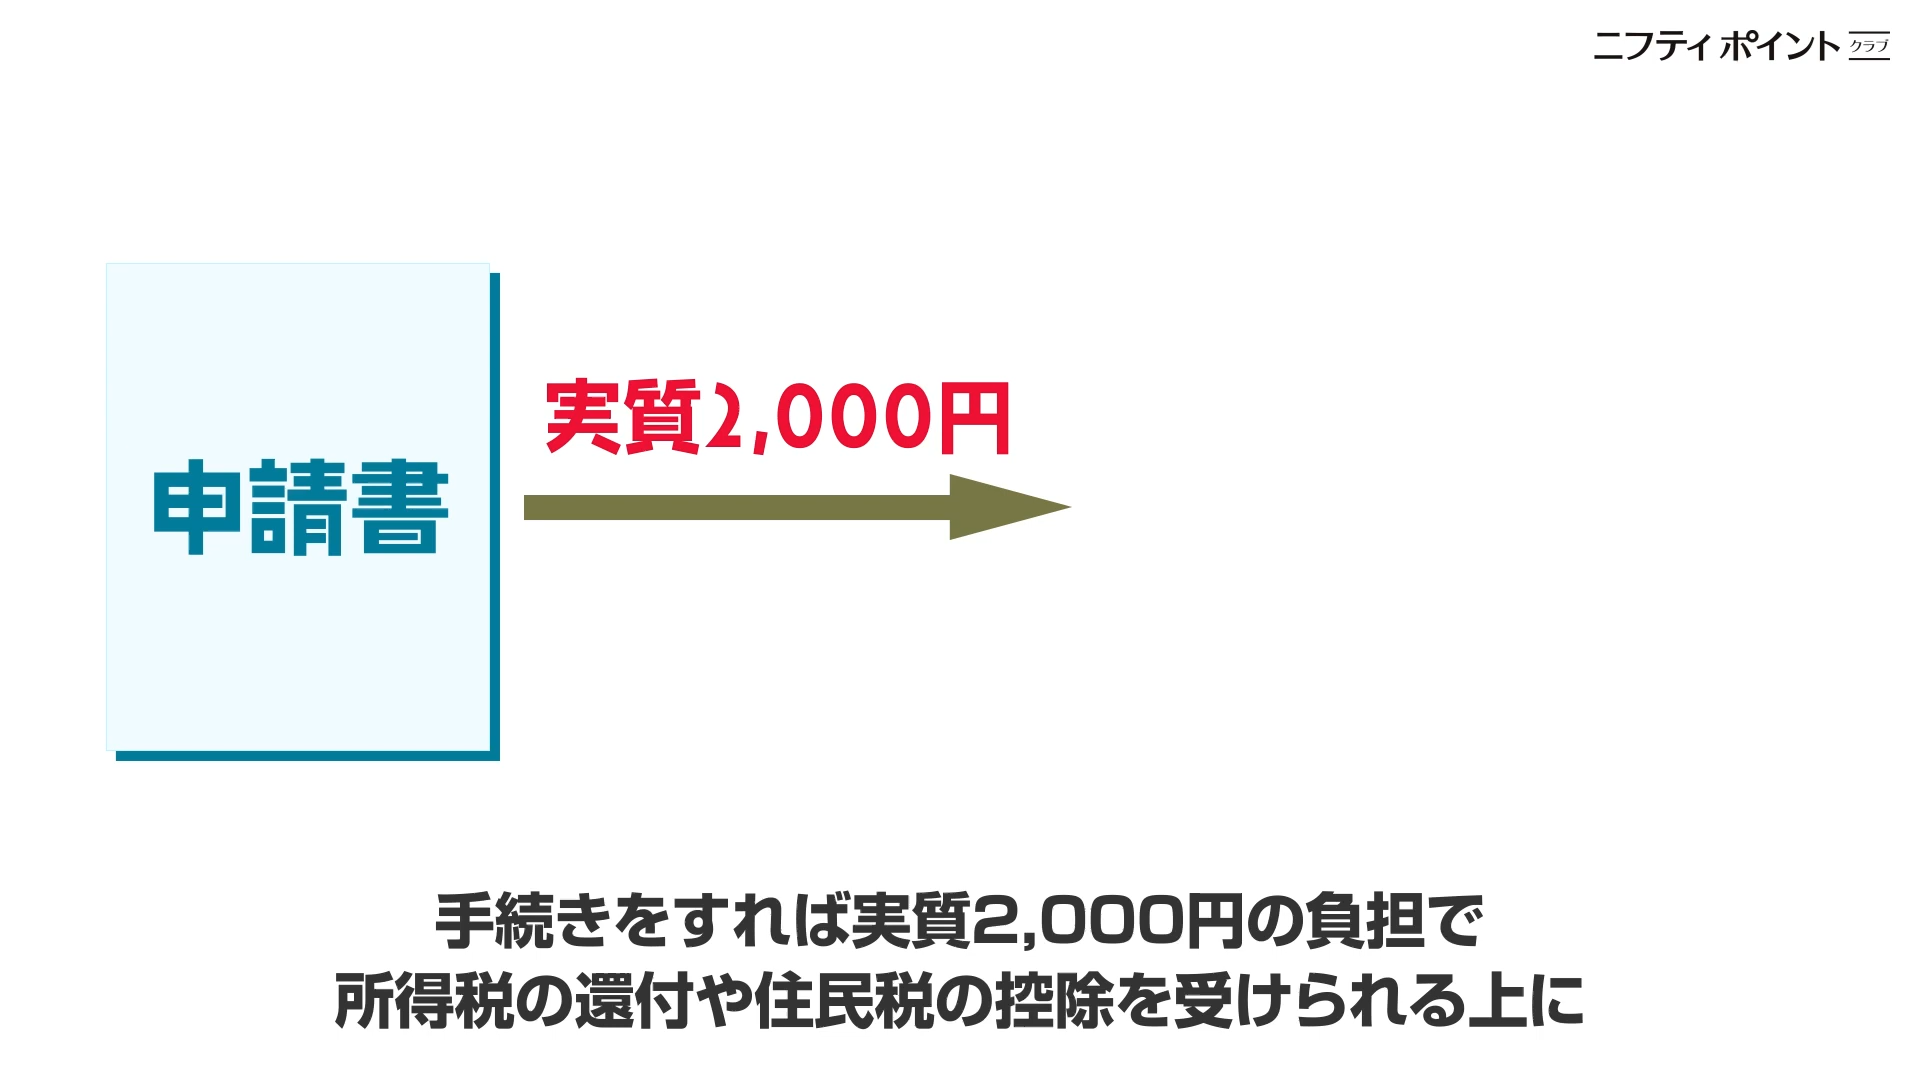 ニフティ ポイント クラブ
実質2,000円
申請書
手続きをすれば実質2,000円の負担で
所得税の還付や住民税の控除を受けられる上に